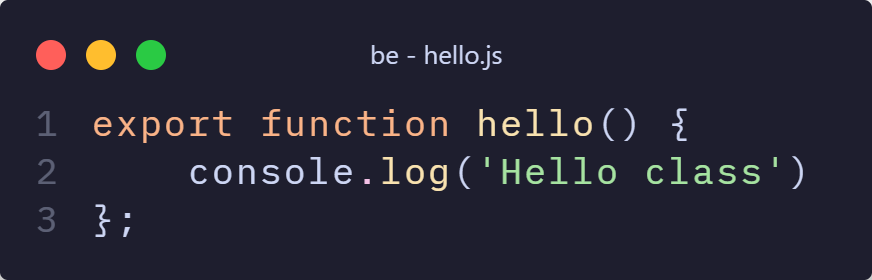 be - hello.js
1 export function hello() {
2     console.log('Hello class')
3 };